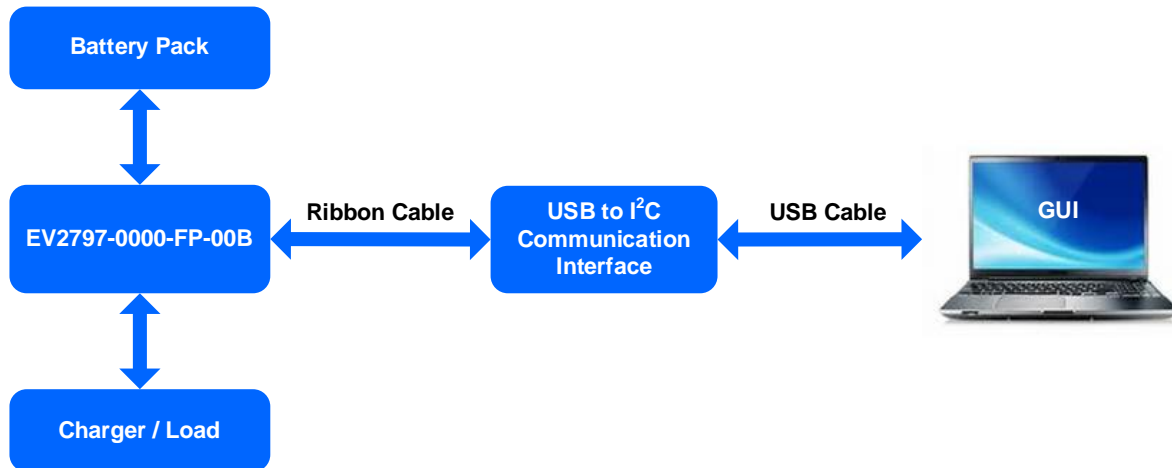 Battery Pack
EV2797-0000-FP-00B
Ribbon Cable
USB to I²C
Communication
Interface
USB Cable
GUI
Charger / Load